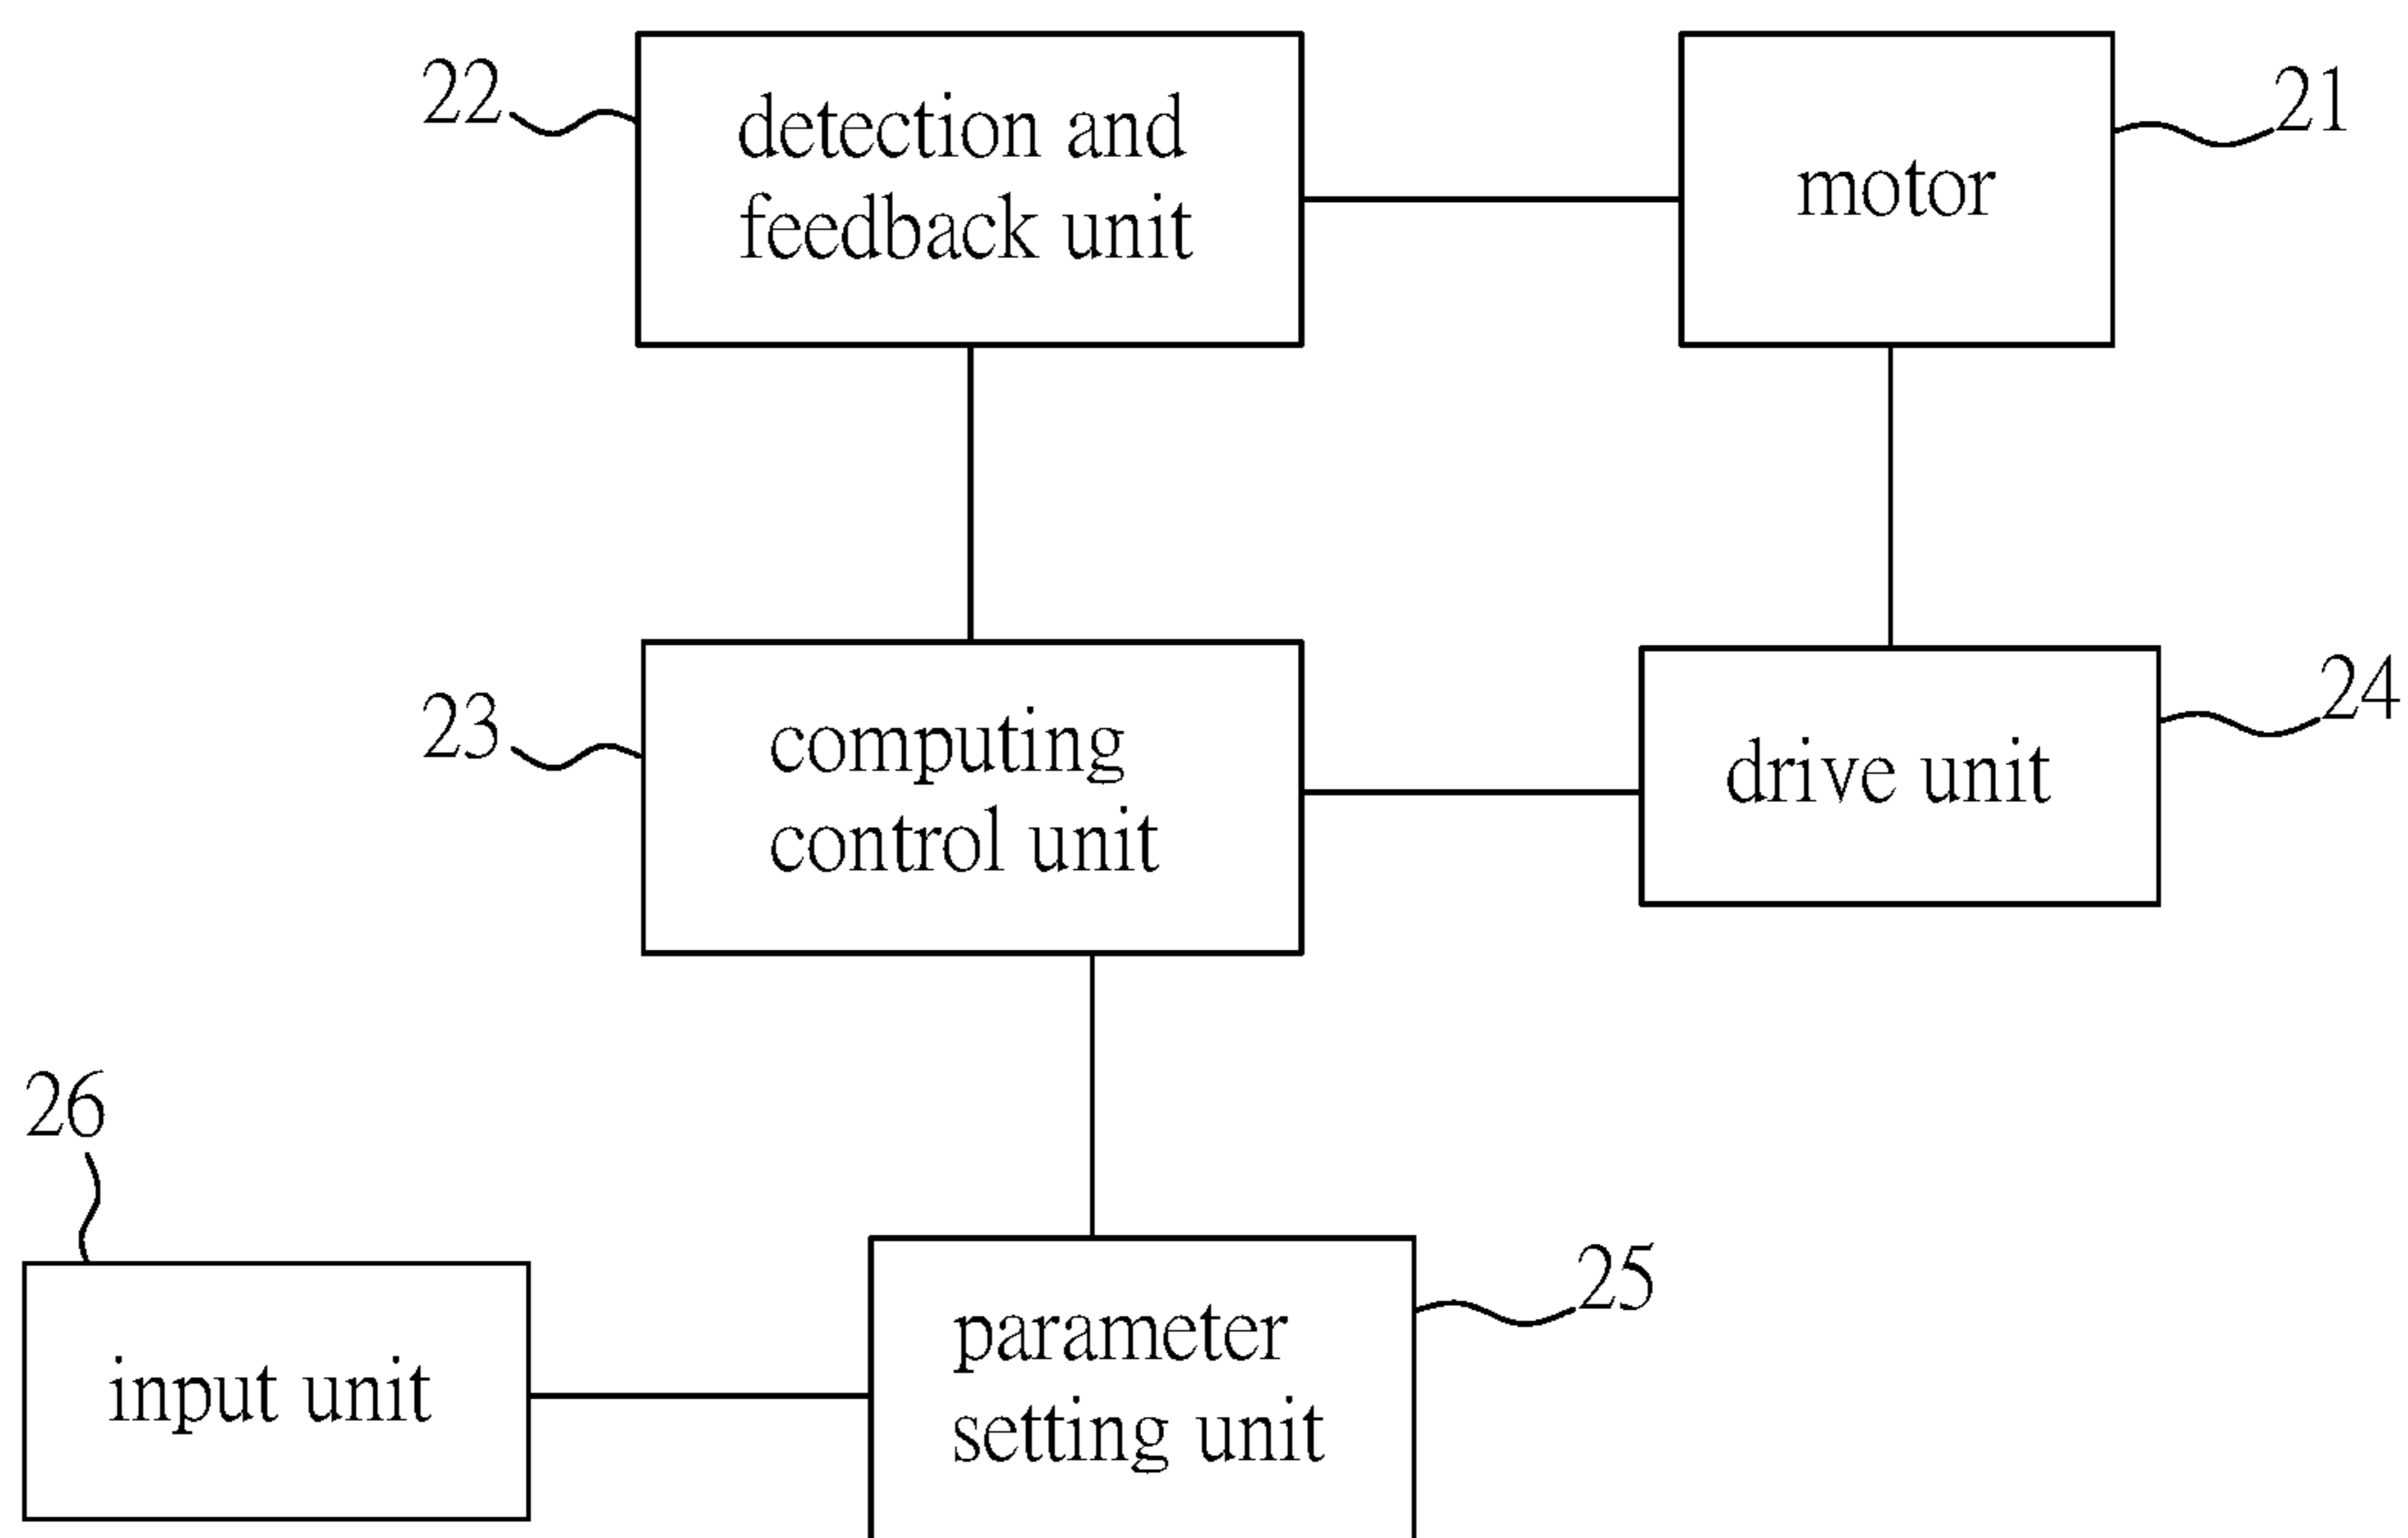 22
detection and
feedback unit
motor
21
23
computing
control unit
drive unit
24
26
input unit
parameter
setting unit
25